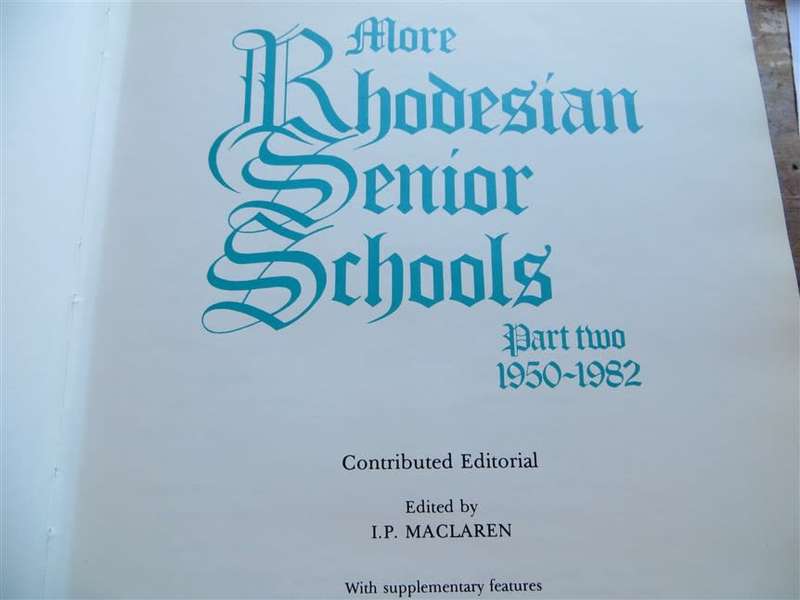 More
Rhodesian
Senior
Schools
Part two
1950-1982
Contributed Editorial
Edited by
I.P. MACLAREN
With supplementary features